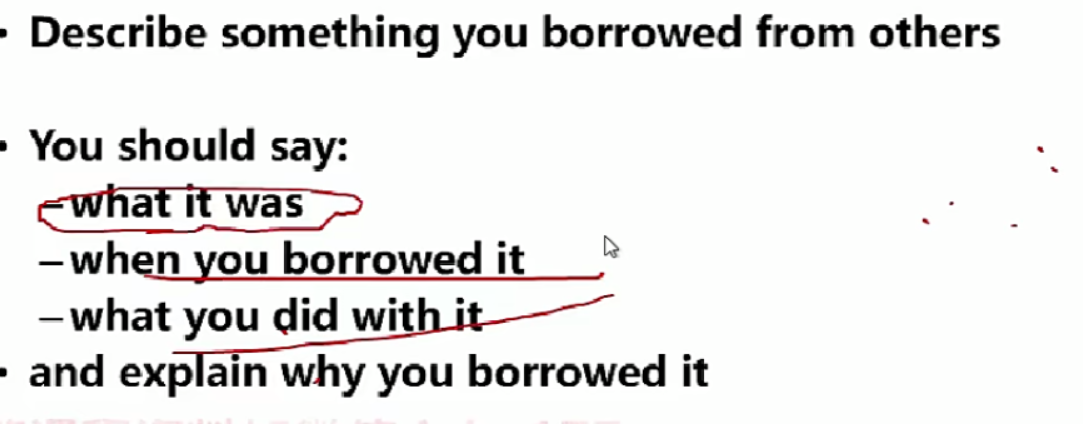 • Describe something you borrowed from others
• You should say:
–what it was
–when you borrowed it
–what you did with it
• and explain why you borrowed it